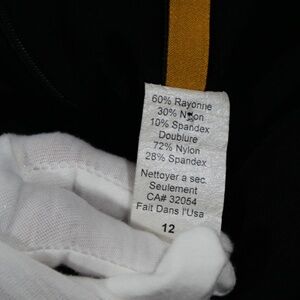 60% Rayonne
30% Nylon
10% Spandex
Doublure
72% Nylon
28% Spandex
Nettoyer a sec
Seulement
CA# 32054
Fait Dans l'Usa
12